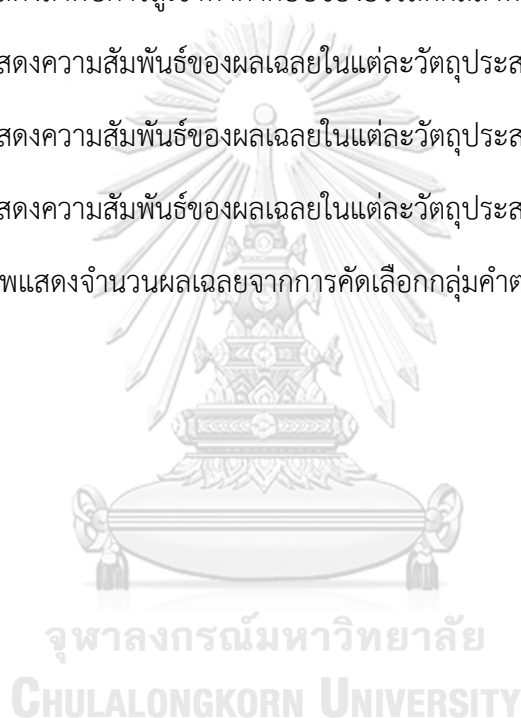 สดงความสัมพันธ์ของผลเฉลยในแต่ละวัตถุประส
สดงความสัมพันธ์ของผลเฉลยในแต่ละวัตถุประส
สดงความสัมพันธ์ของผลเฉลยในแต่ละวัตถุประส
พแสดงจำนวนผลเฉลยจากการคัดเลือกกลุ่มคำต
จุฬาลงกรณ์มหาวิทยาลัย
CHULALONGKORN UNIVERSITY